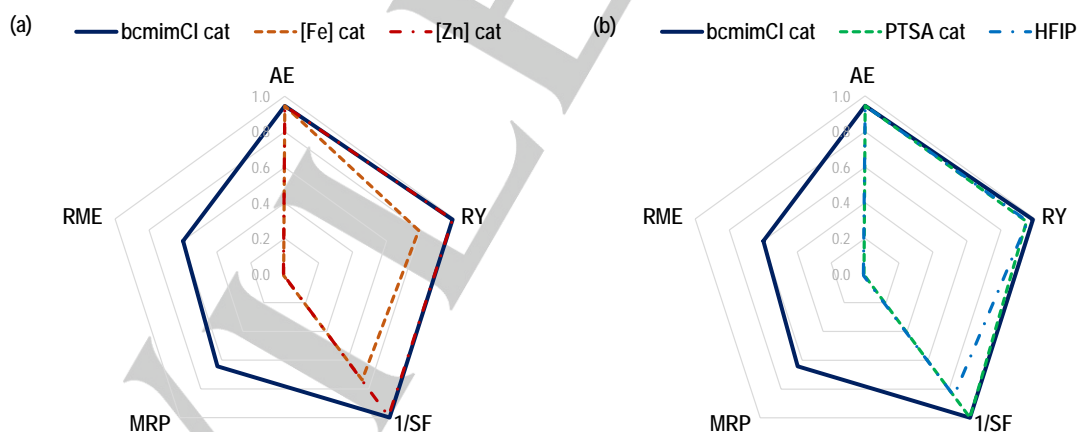 (a)
bcmimCl cat [Fe] cat [Zn] cat
AE
1.0
0.8
0.6
0.4
0.2
0.0
RME
RY
MRP
1/SF
(b)
bcmimCl cat PTSA cat HFIP
AE
1.0
0.8
0.6
0.4
0.2
0.0
RME
RY
MRP
1/SF